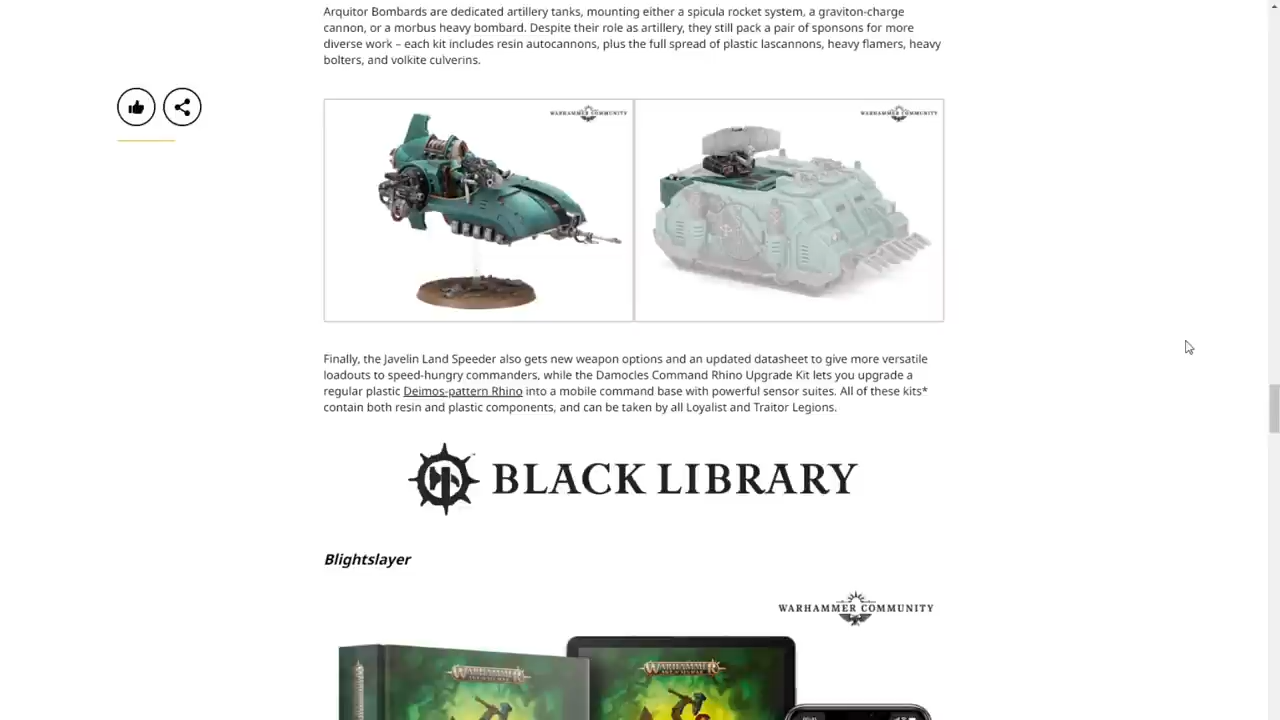 Arquitor Bombards are dedicated artillery tanks, mounting either a spicula rocket system, a graviton-charge
cannon, or a morbus heavy bombard. Despite their role as artillery, they still pack a pair of sponsons for more
diverse work – each kit includes resin autocannons, plus the full spread of plastic lascannons, heavy flamers, heavy
bolters, and volkite culverins.
WARHAMMER COMMUNITY
WARHAMMER COMMUNITY
Finally, the Javelin Land Speeder also gets new weapon options and an updated datasheet to give more versatile
loadouts to speed-hungry commanders, while the Damocles Command Rhino Upgrade Kit lets you upgrade a
regular plastic Deimos-pattern Rhino into a mobile command base with powerful sensor suites. All of these kits*
contain both resin and plastic components, and can be taken by all Loyalist and Traitor Legions.
BLACK LIBRARY
Blightslayer
WARHAMMER COMMUNITY
WARHAMMER
WARHAMMER